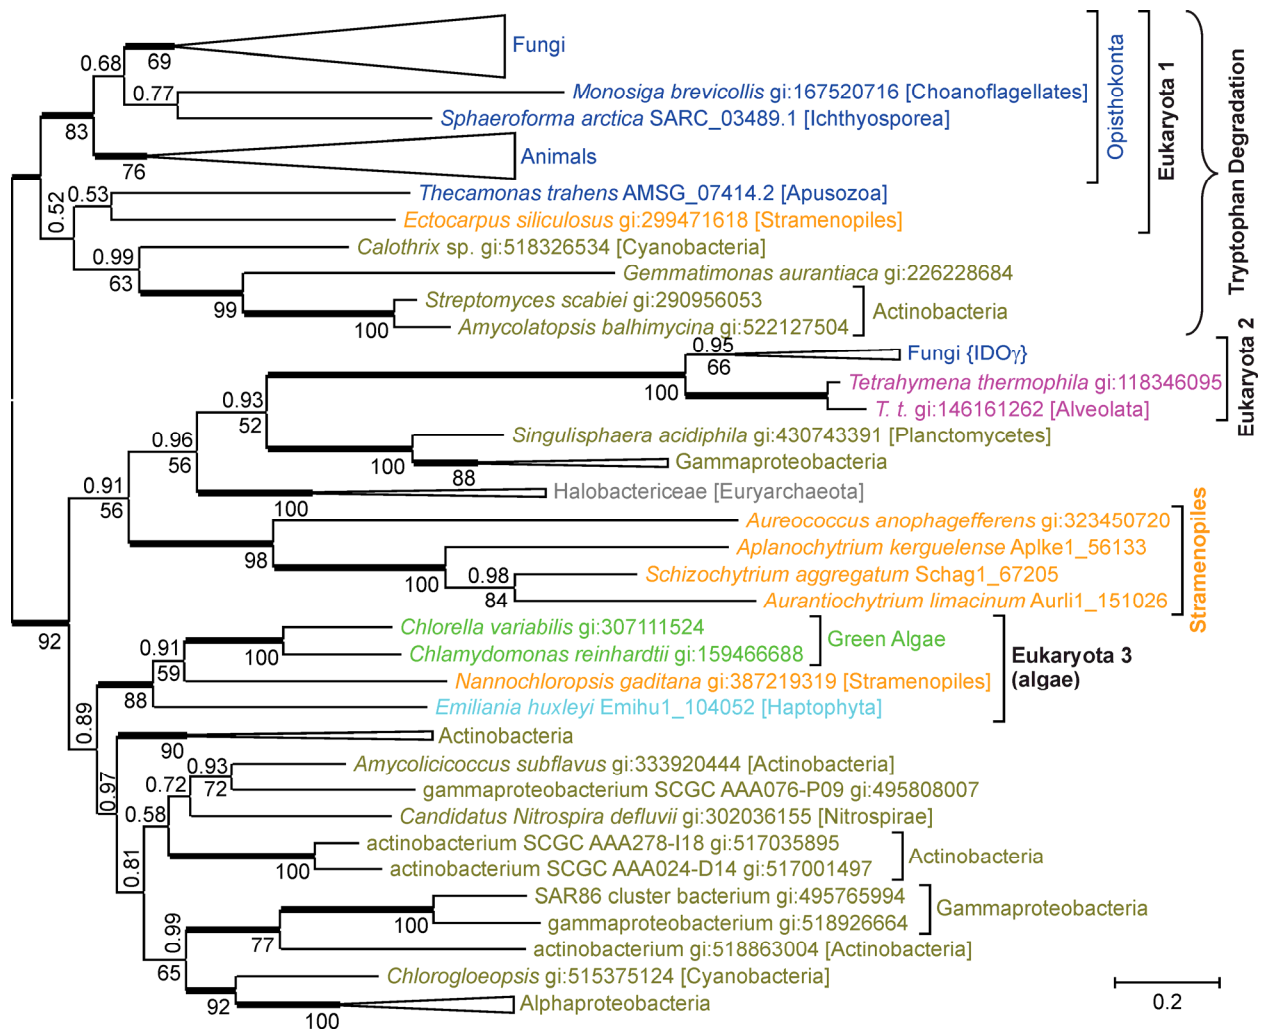 Fungi
0.68
69
0.77
Monosiga brevicollis gi:167520716 [Choanoflagellates]
Sphaeroforma arctica SARC_03489.1 [Ichthyosporea]
83
Animals
76
Opisthokonta
Eukaryota 1
Tryptophan Degradation
0.52
0.53
Thecamonas trahens AMSG_07414.2 [Apusozoa]
Ectocarpus siliculosus gi:299471618 [Stramenopiles]
Calothrix sp. gi:518326534 [Cyanobacteria]
0.99
63
Gemmatimonas aurantiaca gi:226228684
99
Streptomyces scabiei gi:290956053
Actinobacteria
100
Amycolatopsis balhimycina gi:522127504
0.95
Fungi {IDOγ}
66
Eukaryota 2
100
Tetrahymena thermophila gi:118346095
0.93
T. t. gi:146161262 [Alveolata]
52
0.96
Singulisphaera acidiphila gi:430743391 [Planctomycetes]
56
100
Gammaproteobacteria
88
0.91
Halobactericeae [Euryarchaeota]
56
100
Aureococcus anophagefferens gi:323450720
Stramenopiles
98
Aplanochytrium kerguelense Aplke1_56133
100
0.98
Schizochytrium aggregatum Schag1_67205
84
Aurantiochytrium limacinum Aurli1_151026
92
Chlorella variabilis gi:307111524
Green Algae
0.91
100
Chlamydomonas reinhardtii gi:159466688
Eukaryota 3
(algae)
59
Nannochloropsis gaditana gi:387219319 [Stramenopiles]
88
Emiliania huxleyi Emihu1_104052 [Haptophyta]
0.89
Actinobacteria
90
0.97
0.93
Amycolicicoccus subflavus gi:333920444 [Actinobacteria]
0.72
72
gammaproteobacterium SCGC AAA076-P09 gi:495808007
0.58
Candidatus Nitrospira defluvii gi:302036155 [Nitrospirae]
actinobacterium SCGC AAA278-I18 gi:517035895
Actinobacteria
100
actinobacterium SCGC AAA024-D14 gi:517001497
0.81
SAR86 cluster bacterium gi:495765994
Gammaproteobacteria
100
gammaproteobacterium gi:518926664
0.99
77
actinobacterium gi:518863004 [Actinobacteria]
65
Chlorogloeopsis gi:515375124 [Cyanobacteria]
92
Alphaproteobacteria
100
0.2